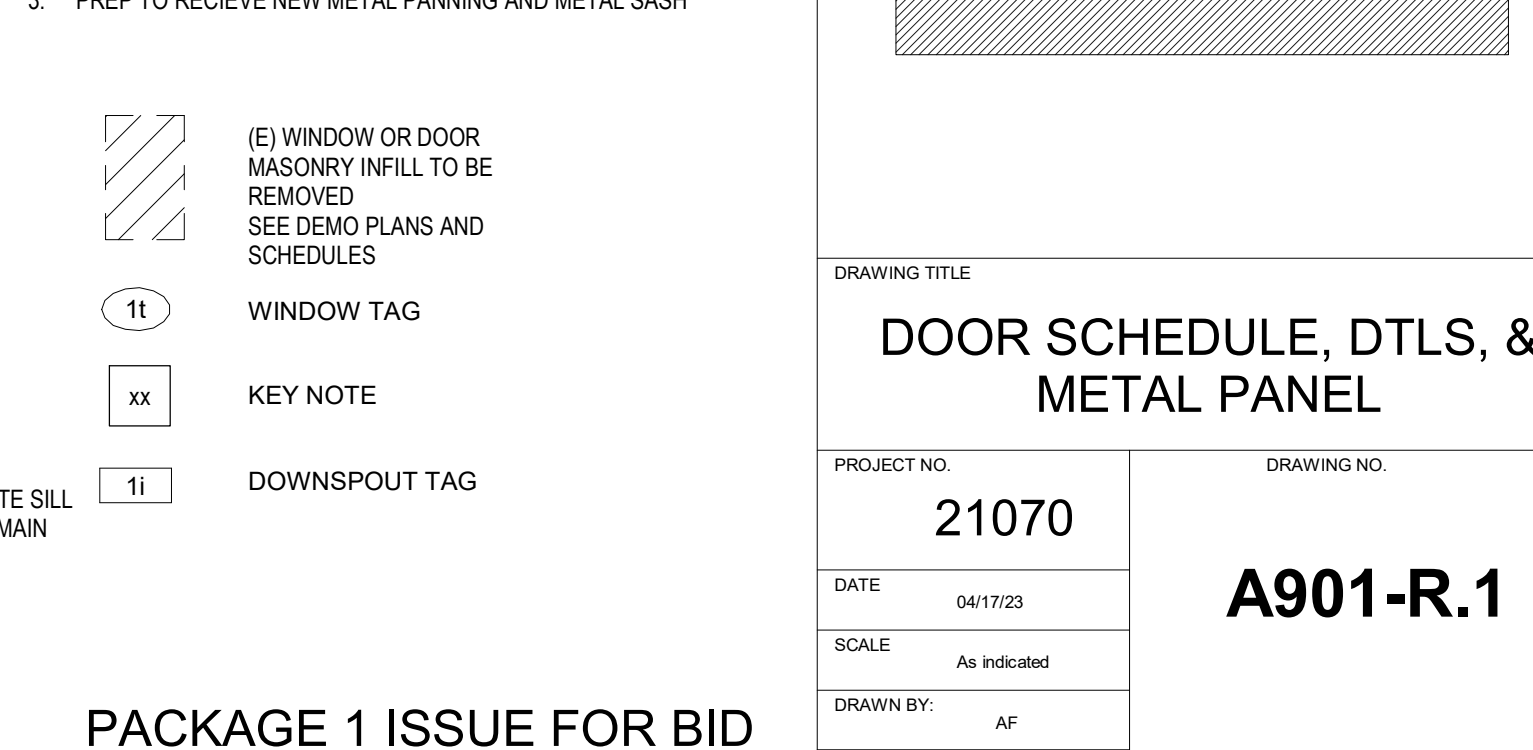 3. PREP TO RECIEVE NEW METAL PANNING AND METAL SASH
(E) WINDOW OR DOOR
MASONRY INFILL TO BE
REMOVED
SEE DEMO PLANS AND
SCHEDULES
1t WINDOW TAG
xx KEY NOTE
1i DOWNSPOUT TAG
TE SILL
MAIN
PACKAGE 1 ISSUE FOR BID
DRAWING TITLE
DOOR SCHEDULE, DTLS, &
METAL PANEL
PROJECT NO.
21070
DATE
04/17/23
SCALE
As indicated
DRAWN BY:
AF
DRAWING NO.
A901-R.1